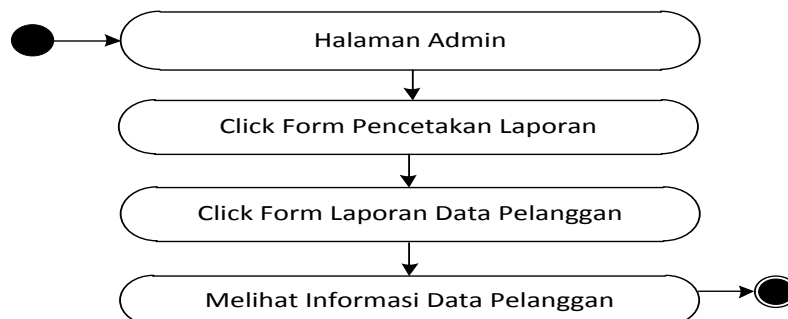 Halaman Admin
Click Form Pencetakan Laporan
Click Form Laporan Data Pelanggan
Melihat Informasi Data Pelanggan